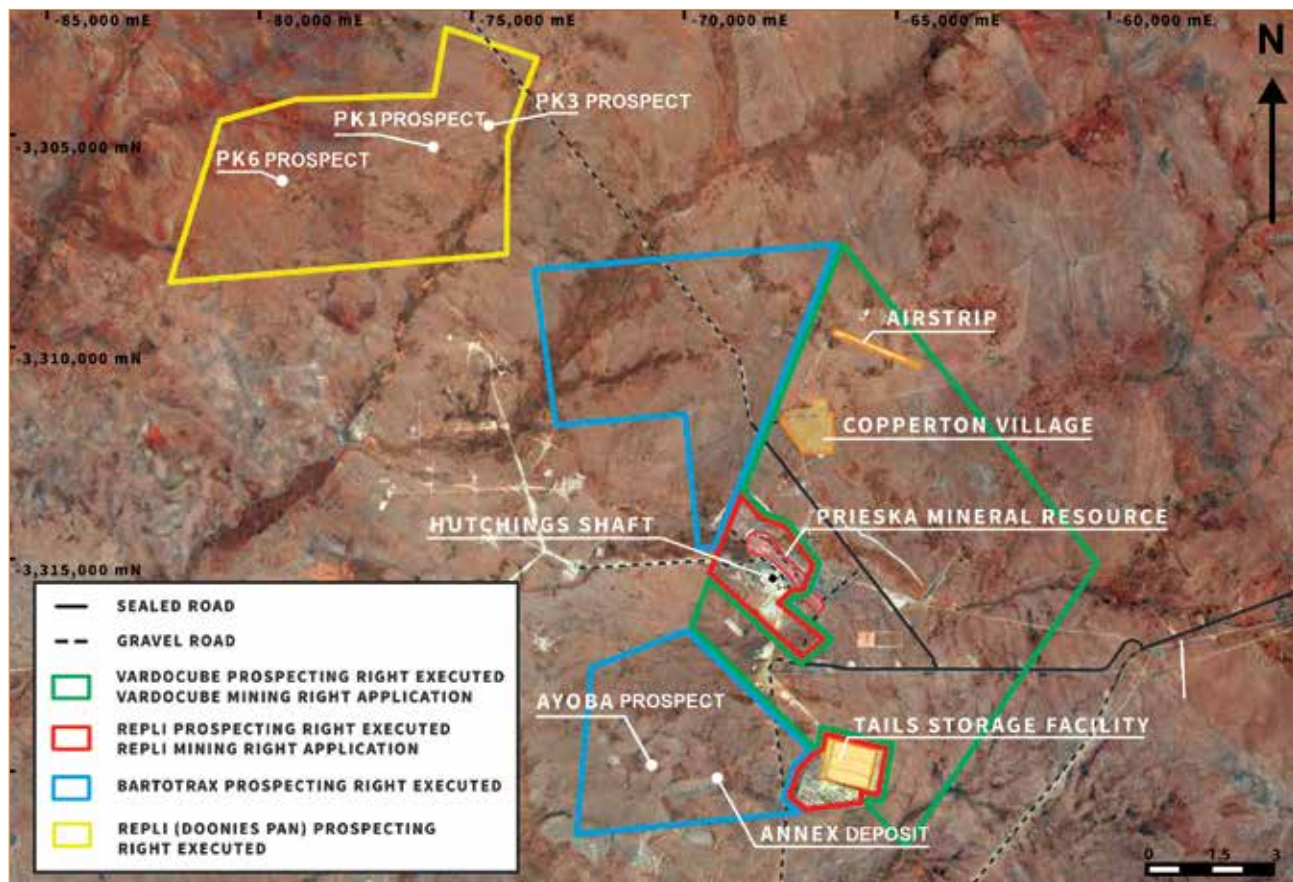 -85,000 mE
-80,000 mE
-75,000 mE
-70,000 mE
-65,000 mE
-60,000 mE
N
PK3 PROSPECT
PK1 PROSPECT
-3,305,000 mN
PK6 PROSPECT
AIRSTRIP
-3,310,000 mN
COPPERTON VILLAGE
HUTCHINGS SHAFT
PRIESKA MINERAL RESOURCE
-3,315,000 mN
SEALED ROAD
GRAVEL ROAD
VARDOCUBE PROSPECTING RIGHT EXECUTED
VARDOCUBE MINING RIGHT APPLICATION
REPLI PROSPECTING RIGHT EXECUTED
REPLI MINING RIGHT APPLICATION
BARTOTRAX PROSPECTING RIGHT EXECUTED
REPLI (DOONIES PAN) PROSPECTING
RIGHT EXECUTED
AYOBA PROSPECT
TAILS STORAGE FACILITY
ANNEX DEPOSIT
0 1.5 3